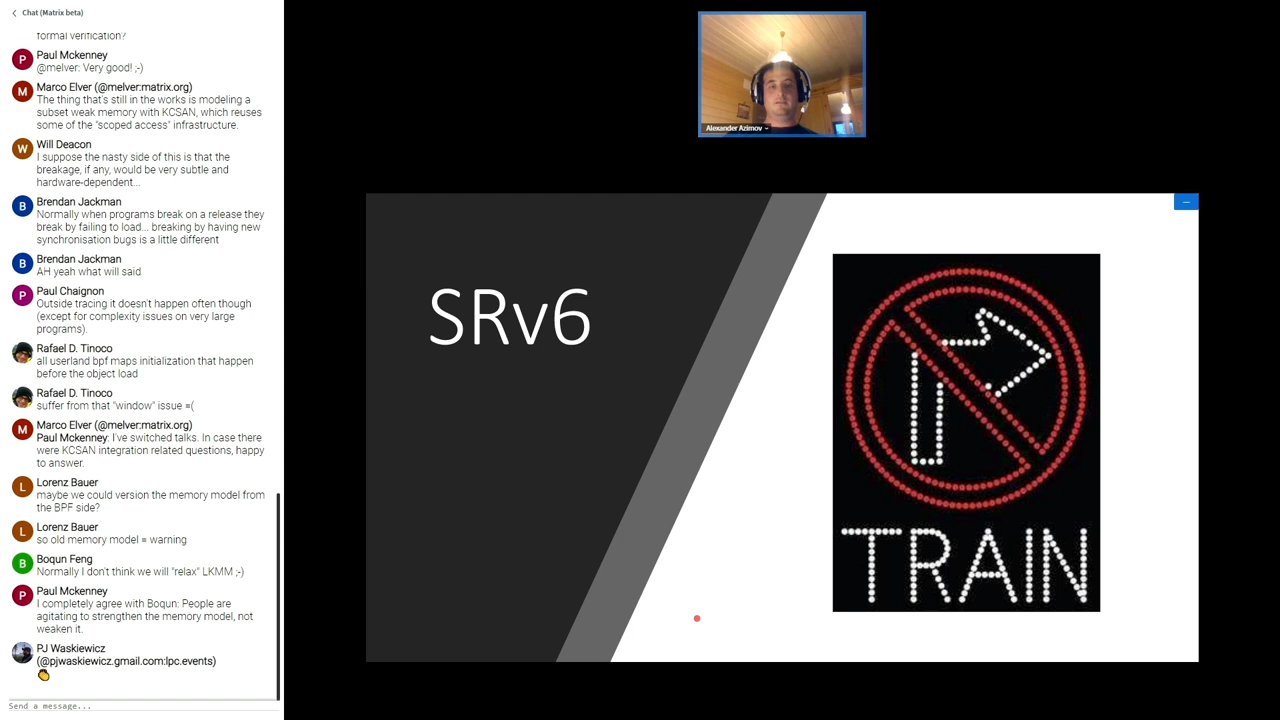 Chat (Matrix beta)
formal verification?
P
Paul Mckenney
@melver: Very good! ;-)
M
Marco Elver (@melver:matrix.org)
The thing that's still in the works is modeling a
subset weak memory with KCSAN, which reuses
some of the "scoped access" infrastructure.
W
Will Deacon
I suppose the nasty side of this is that the
breakage, if any, would be very subtle and
hardware-dependent...
B
Brendan Jackman
Normally when programs break on a release they
break by failing to load... breaking by having new
synchronisation bugs is a little different
B
Brendan Jackman
AH yeah what will said
P
Paul Chaignon
Outside tracing it doesn't happen often though
(except for complexity issues on very large
programs).
Rafael D. Tinoco
all userland bpf maps initialization that happen
before the object load
Rafael D. Tinoco
suffer from that "window" issue =(
M
Marco Elver (@melver:matrix.org)
Paul Mckenney: I've switched talks. In case there
were KCSAN integration related questions, happy
to answer.
L
Lorenz Bauer
maybe we could version the memory model from
the BPF side?
L
Lorenz Bauer
so old memory model = warning
B
Boqun Feng
Normally I don't think we will "relax" LKMM ;-)
P
Paul Mckenney
I completely agree with Boqun: People are
agitating to strengthen the memory model, not
weaken it.
PJ Waskiewicz
(@pjwaskiewicz.gmail.com:lpc.events)
Send a message...
Alexander Azimov
SRv6
TRAIN